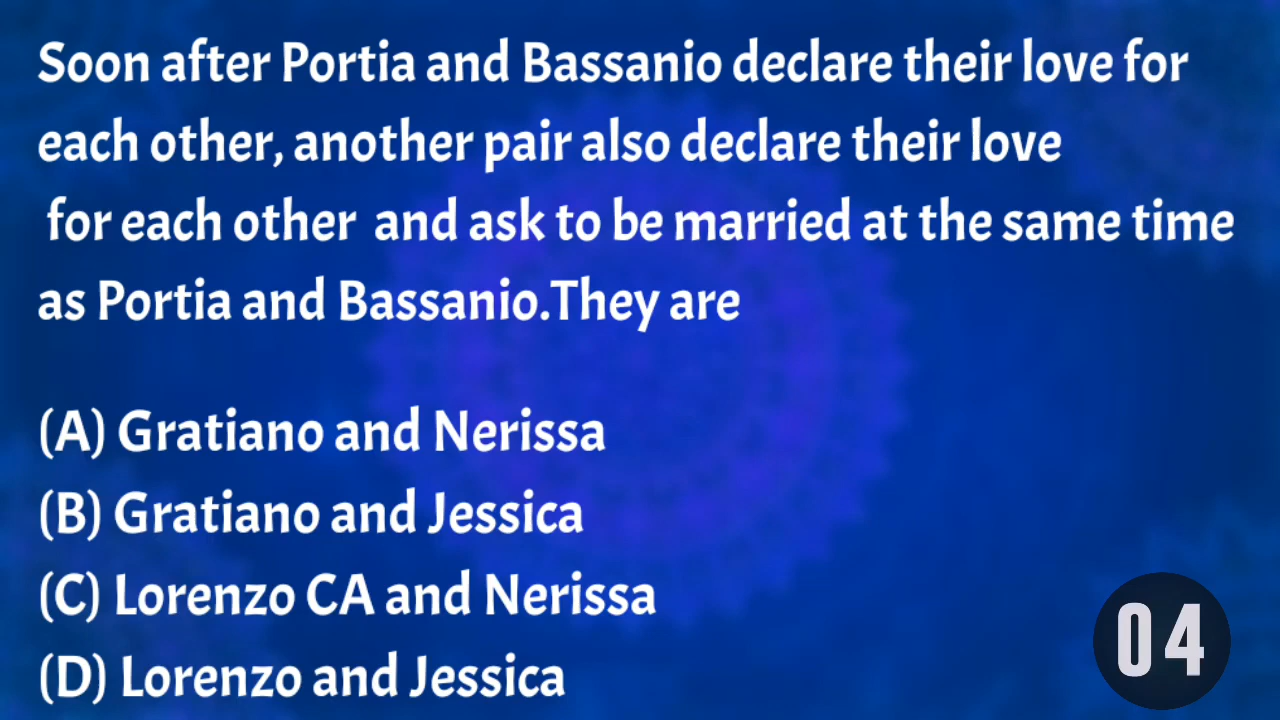 Soon after Portia and Bassanio declare their love for
each other, another pair also declare their love
for each other and ask to be married at the same time
as Portia and Bassanio.They are
(A) Gratiano and Nerissa
(B) Gratiano and Jessica
(C) Lorenzo CA and Nerissa
(D) Lorenzo and Jessica
04